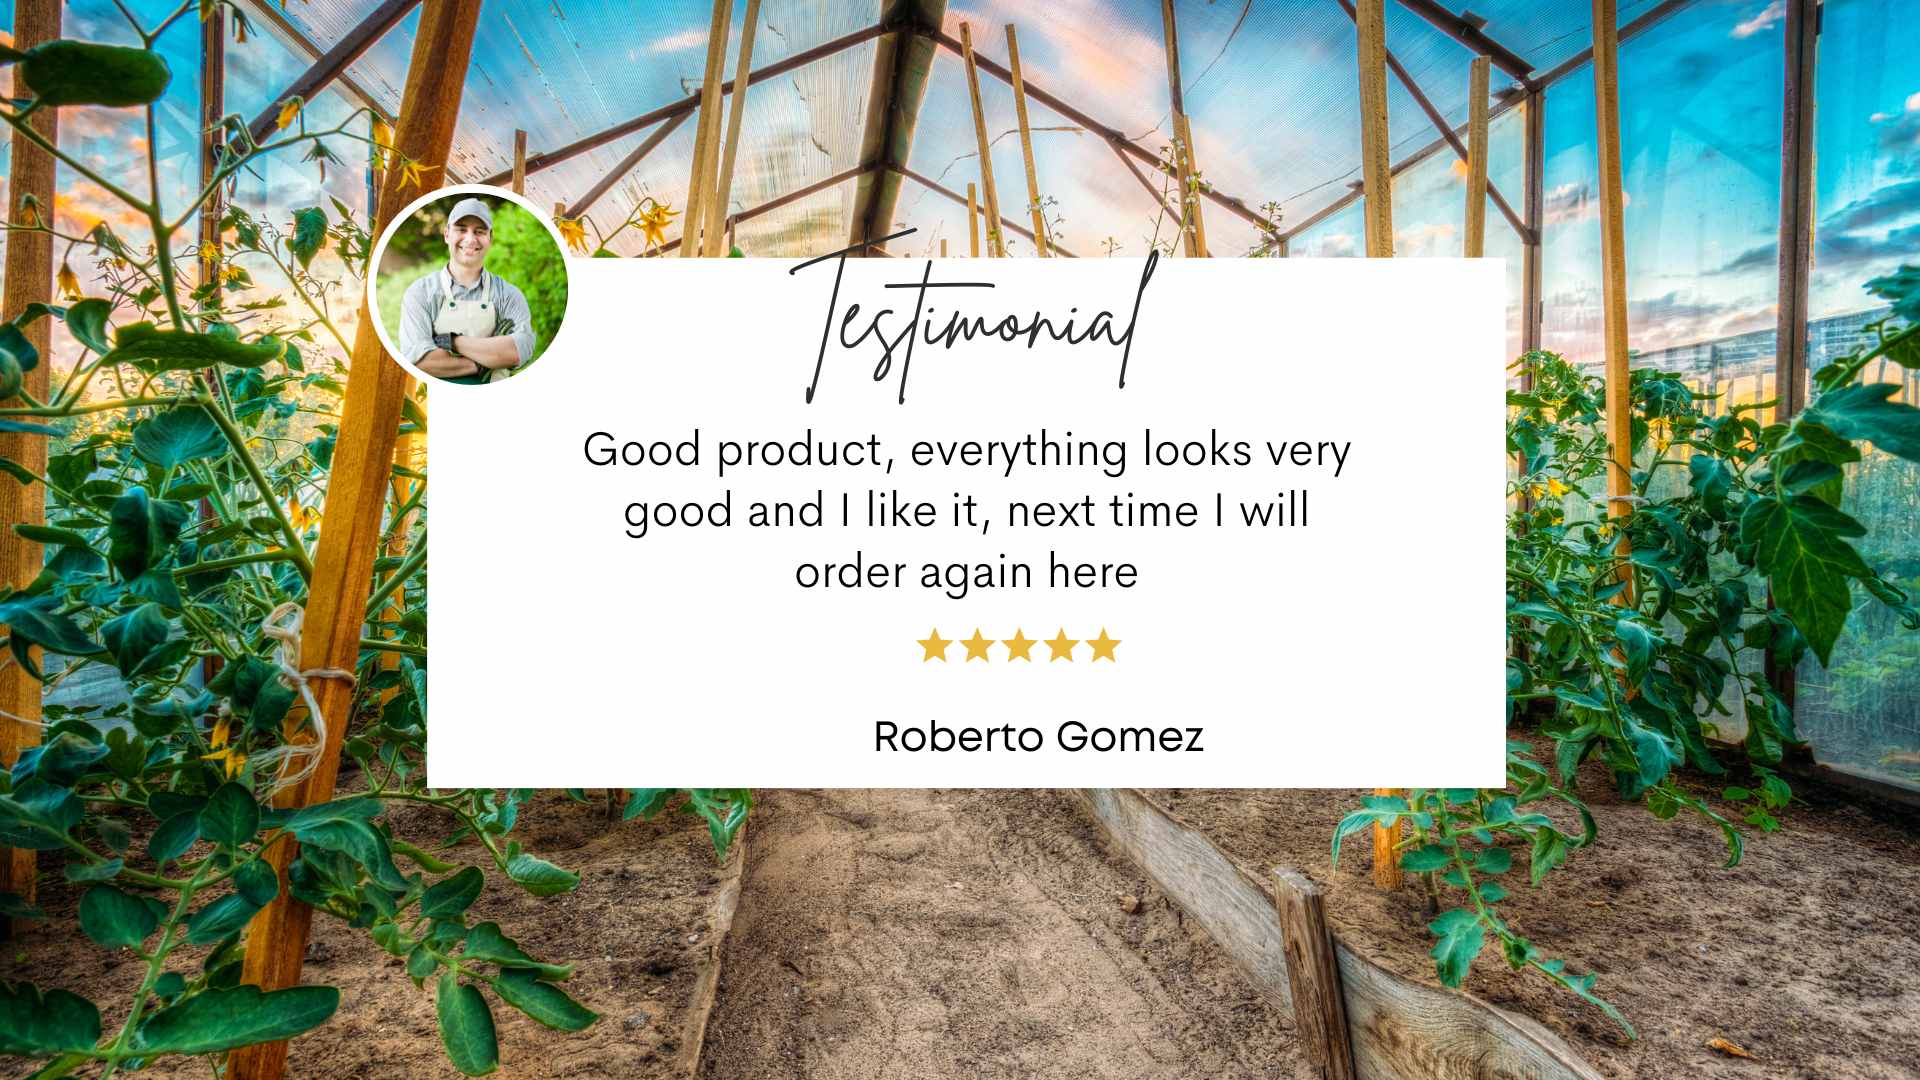 Testimonial
Good product, everything looks very
good and I like it, next time I will
order again here
Roberto Gomez